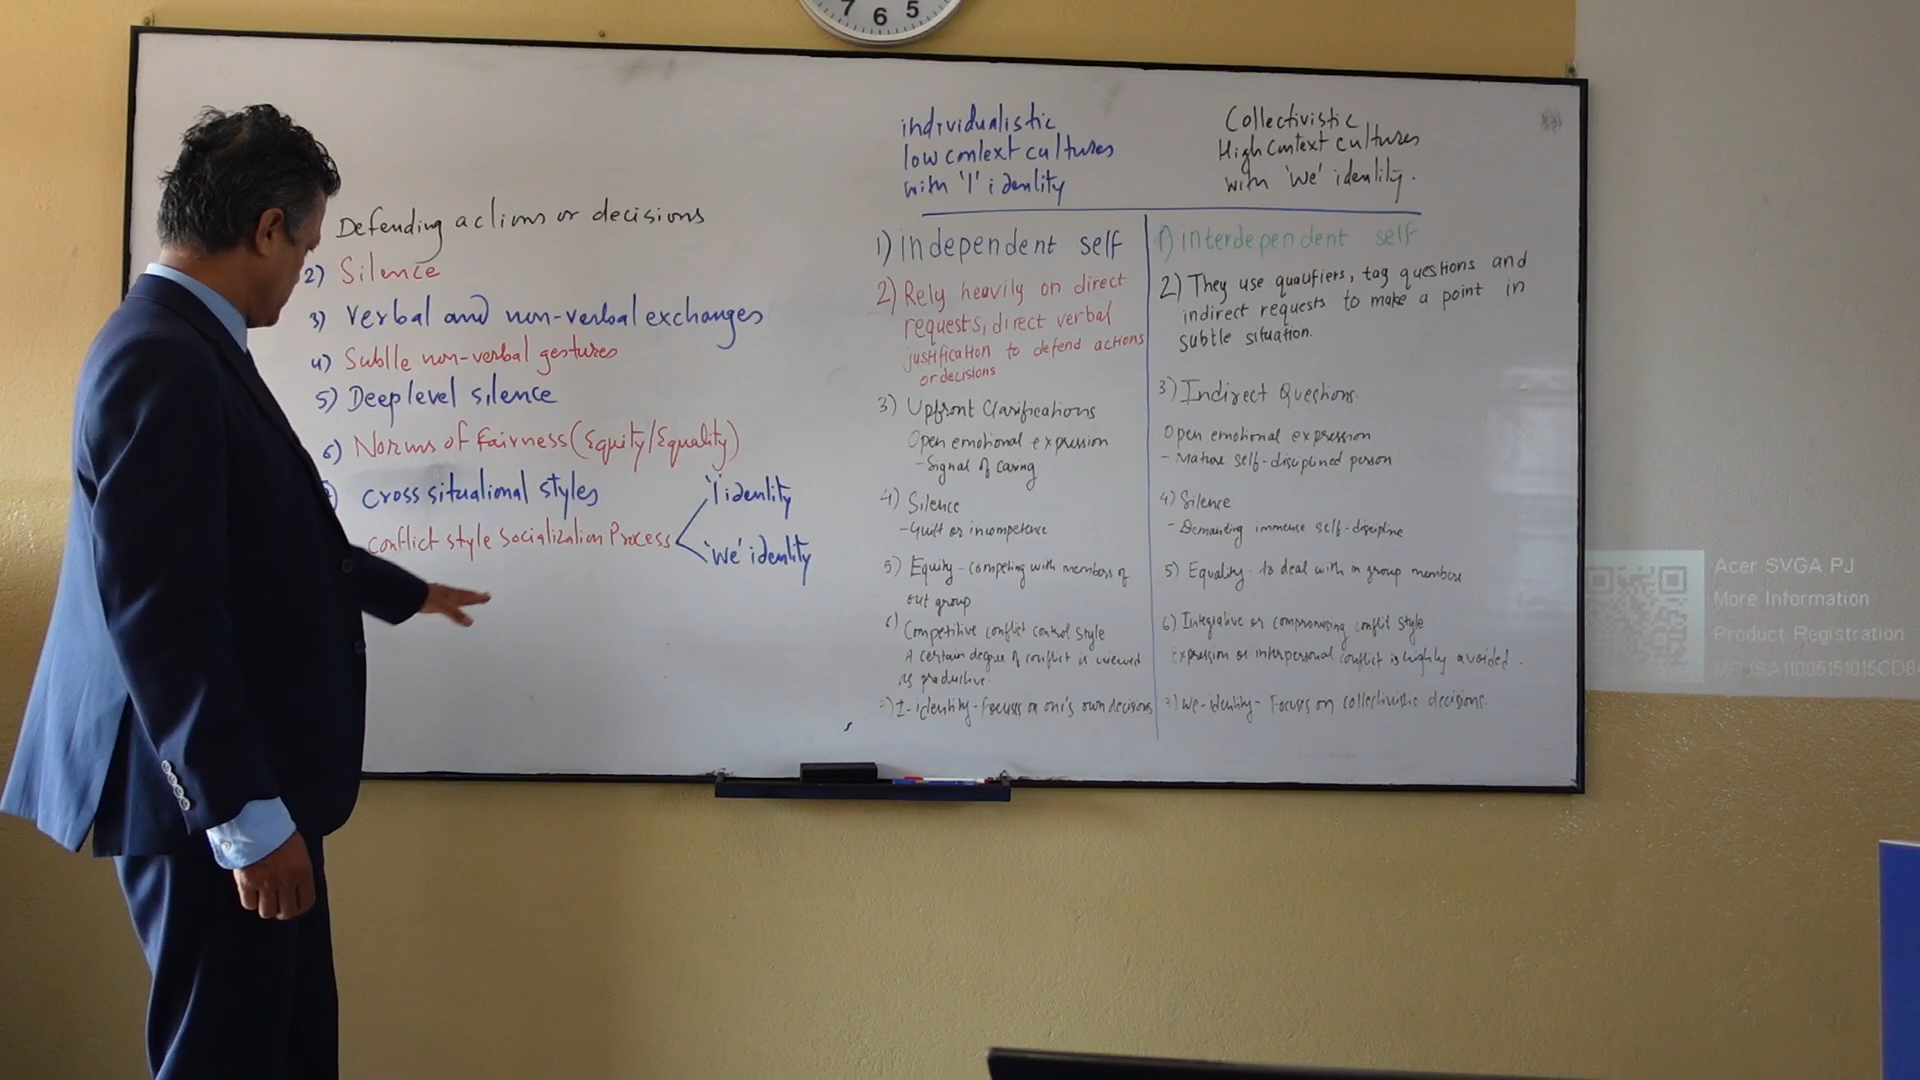 7 6 5
Defending actions or decisions
2) Silence
3) Verbal and non-verbal exchanges
4) Subtle non-verbal gestures
5) Deep level silence
6) Norms of Fairness (Equity/Equality)
cross situational styles
Conflict style Socialization Process
'I' identity
'We' identity
individualistic
low context cultures
with 'I' identity
1) independent self
2) Rely heavily on direct
requests, direct verbal
justification to defend actions
or decisions
3) Upfront Clarifications
Open emotional expression
- Signal of caring
4) Silence
- Guilt or incompetence
5) Equity - competing with members of
out group
6) Competitive conflict control style
A certain degree of conflict is viewed
as productive.
7) I-identity - Focuses on one's own decisions
Collectivistic
High context cultures
with 'We' identity.
1) interdependent self
2) They use qualifiers, tag questions and
indirect requests to make a point in
subtle situation.
3) Indirect Questions.
Open emotional expression
- Mature self-disciplined person
4) Silence
- Demanding immense self-discipline
5) Equality - to deal with in group members
6) Integrative or compromising conflict style
Expression or interpersonal conflict is highly avoided.
7) We-identity - Focuses on collectivistic decisions.
Acer SVGA PJ
More Information
Product Registration